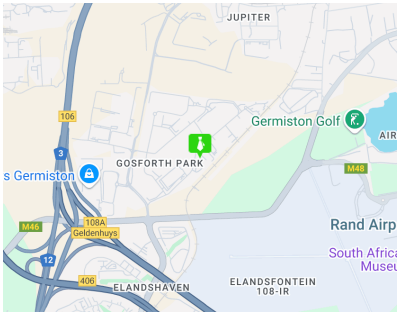 JUPITER
106
Germiston Golf
AIR
3
GOSFORTH PARK
s Germiston
M48
108A
M46
Geldenhuys
Rand Airp
South Africa
Museu
12
406
ELANDSHAVEN
ELANDSFONTEIN
108-IR